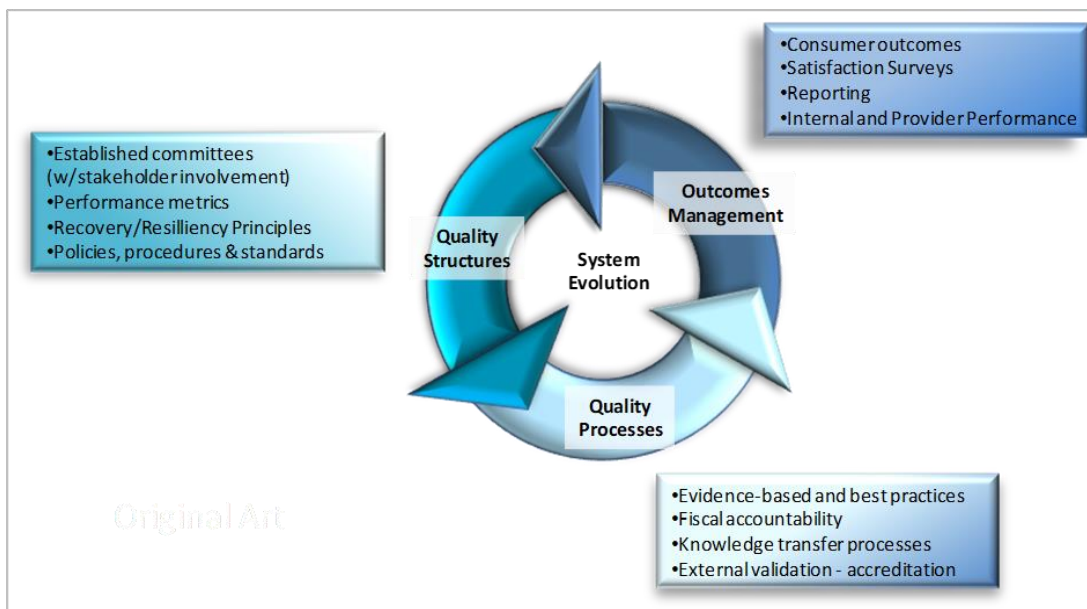 •Consumer outcomes
•Satisfaction Surveys
•Reporting
•Internal and Provider Performance
•Established committees
(w/stakeholder involvement)
•Performance metrics
•Recovery/Resilliency Principles
•Policies, procedures & standards
Outcomes
Management
Quality
Structures
System
Evolution
Quality
Processes
•Evidence-based and best practices
•Fiscal accountability
•Knowledge transfer processes
•External validation - accreditation
Original Art